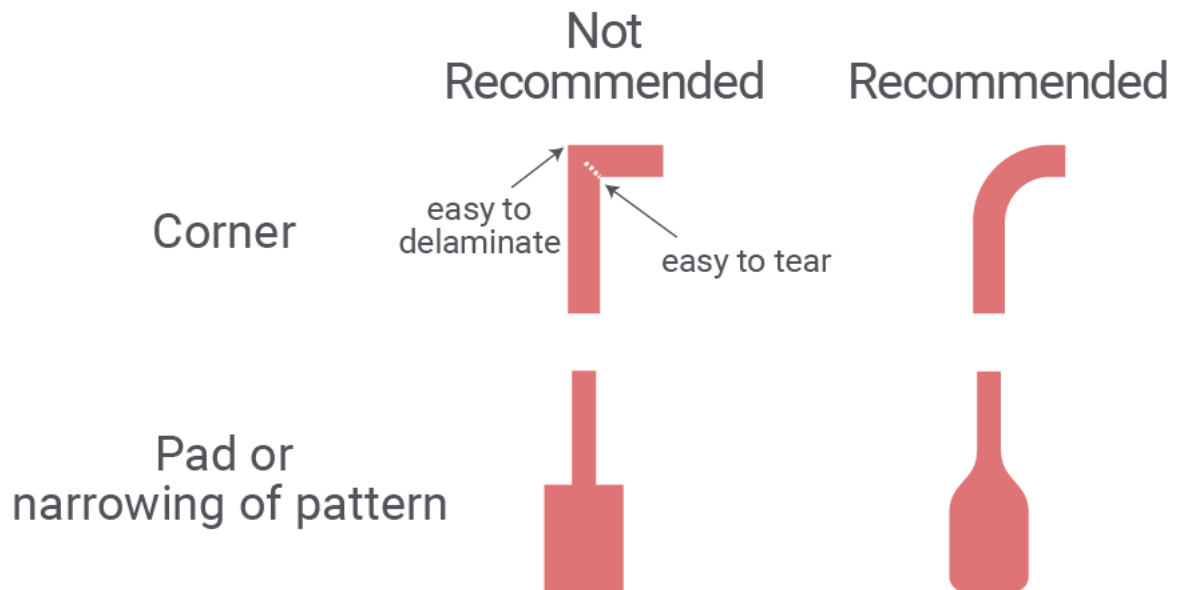 Not
Recommended
Recommended
Corner
easy to
delaminate
easy to tear
Pad or
narrowing of pattern